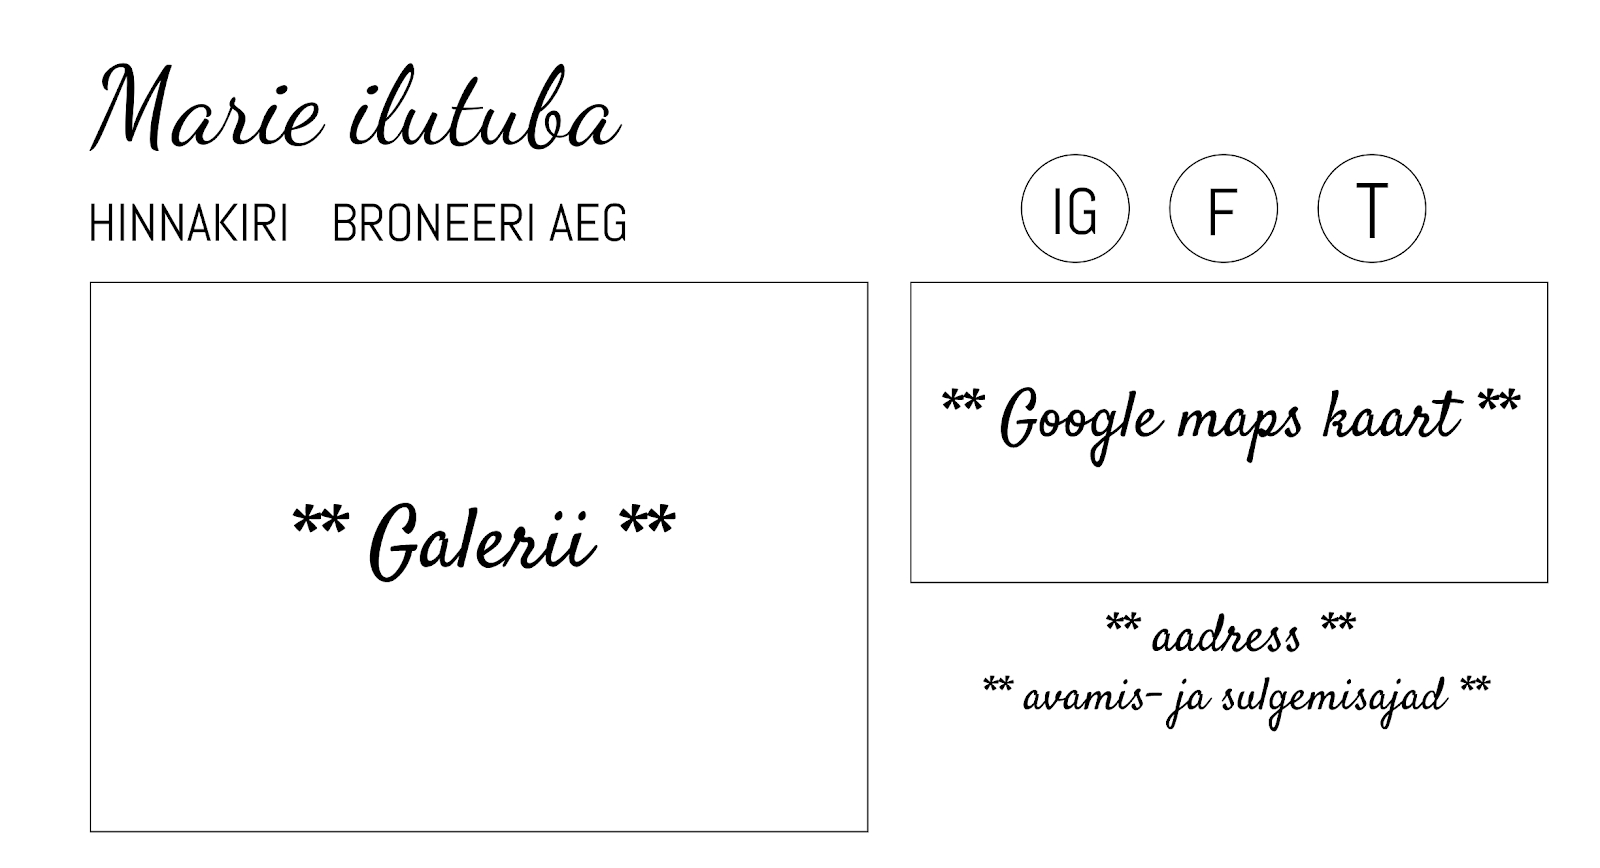 Marie ilutuba
HINNAKIRI BRONEERI AEG
IG F T
** Galerii **
** Google maps kaart **
** aadress **
** avamis- ja sulgemisajad **